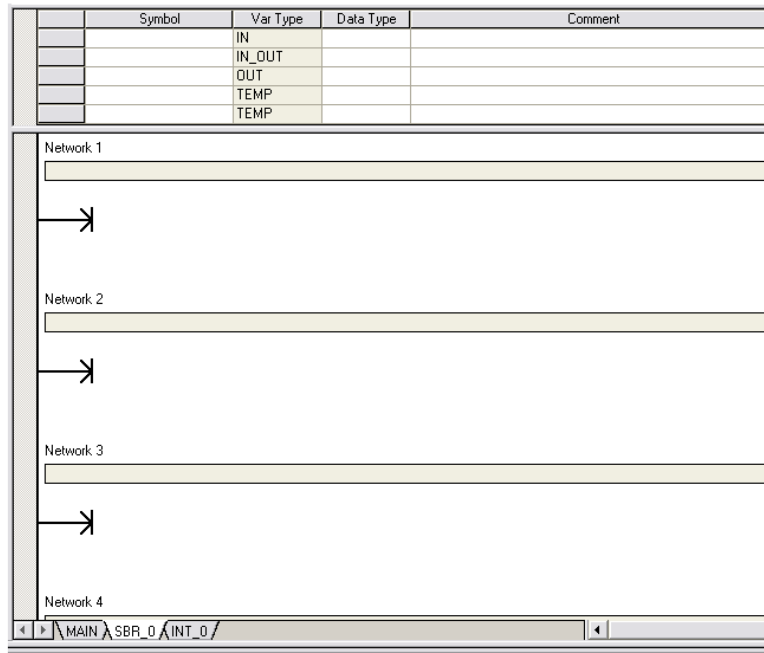 Symbol Var Type Data Type Comment
IN
IN_OUT
OUT
TEMP
TEMP
Network 1
Network 2
Network 3
Network 4
MAIN SBR_0 INT_0